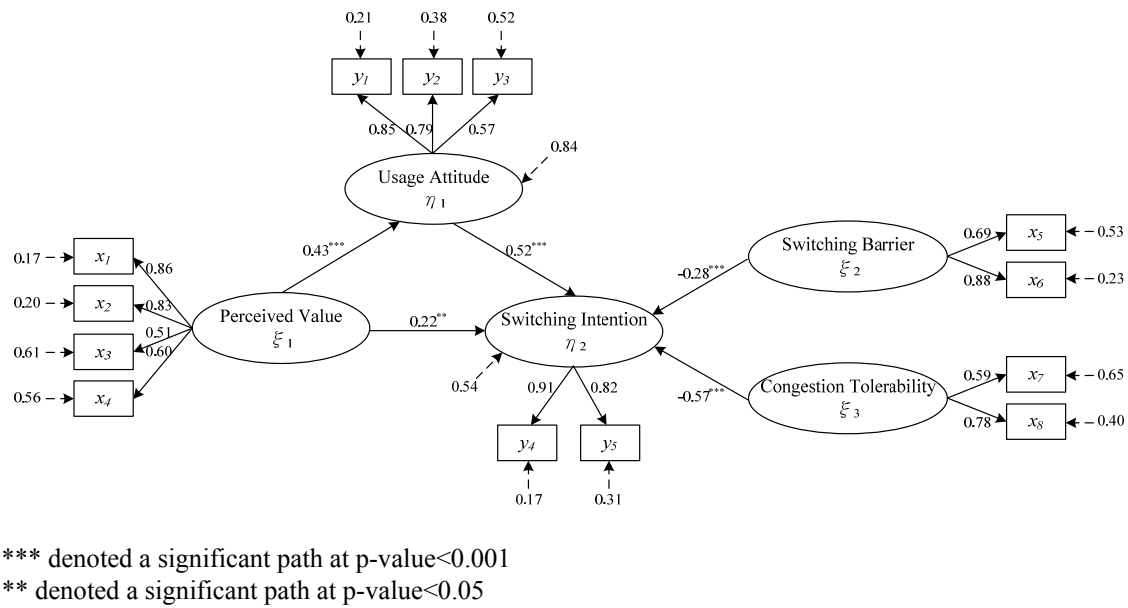 0.21 0.38 0.52
y1 y2 y3
0.85 0.79 0.57
Usage Attitude
η 1
0.84
0.43***
0.52***
0.17 x1 0.86
0.20 x2 0.83
0.61 x3 0.51
0.56 x4 0.60
Perceived Value
ξ 1
0.22**
Switching Intention
η 2
0.54
0.91 0.82
y4 y5
0.17 0.31
-0.28***
Switching Barrier
ξ 2
0.69 x5 0.53
0.88 x6 0.23
-0.57***
Congestion Tolerability
ξ 3
0.59 x7 0.65
0.78 x8 0.40
*** denoted a significant path at p-value<0.001
** denoted a significant path at p-value<0.05